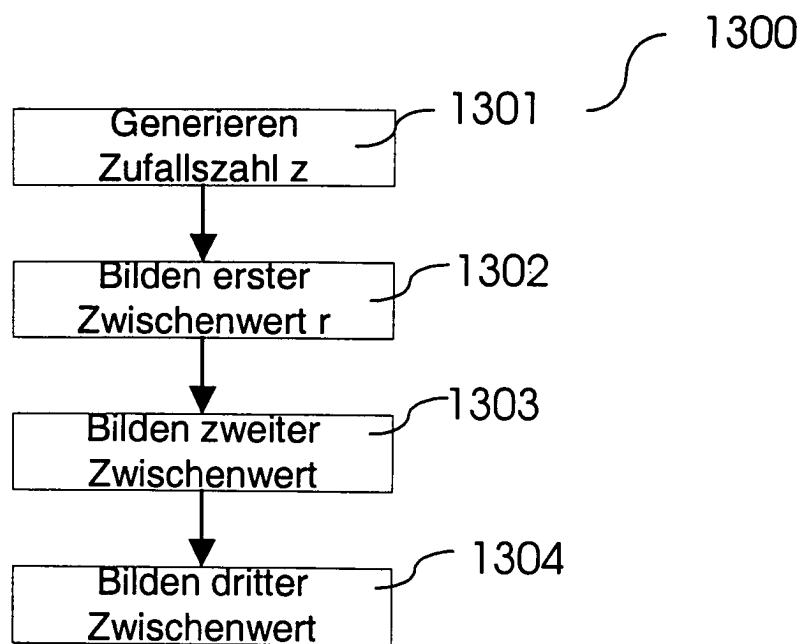 1300
Generieren
Zufallszahl z
1301
Bilden erster
Zwischenwert r
1302
Bilden zweiter
Zwischenwert
1303
Bilden dritter
Zwischenwert
1304